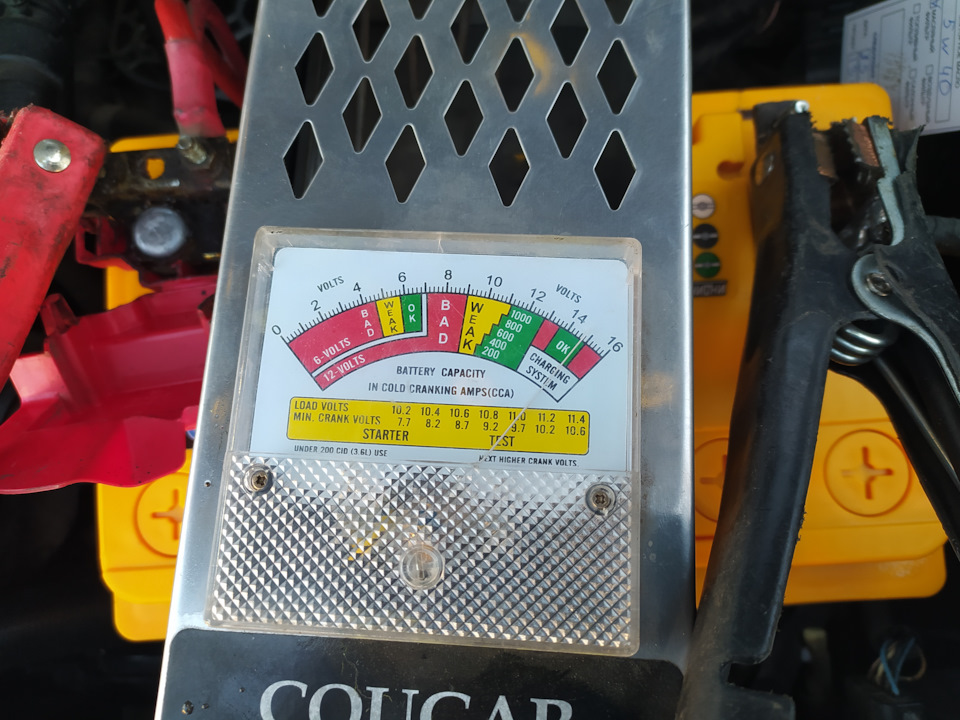 5W40
VOLTS
VOLTS
0 2 4 6 8 10 12 14 16
BAD
WEAK
OK
BAD
WEAK
1000
800
600
400
200
OK
6-VOLTS
12-VOLTS
CHARGING
SYSTEM
BATTERY CAPACITY
IN COLD CRANKING AMPS(CCA)
LOAD VOLTS 10.2 10.4 10.6 10.8 11.0 11.2 11.4
MIN. CRANK VOLTS 7.7 8.2 8.7 9.2 9.7 10.2 10.6
STARTER TEST
UNDER 200 CID (3.6L) USE NEXT HIGHER CRANK VOLTS.
COUGAR